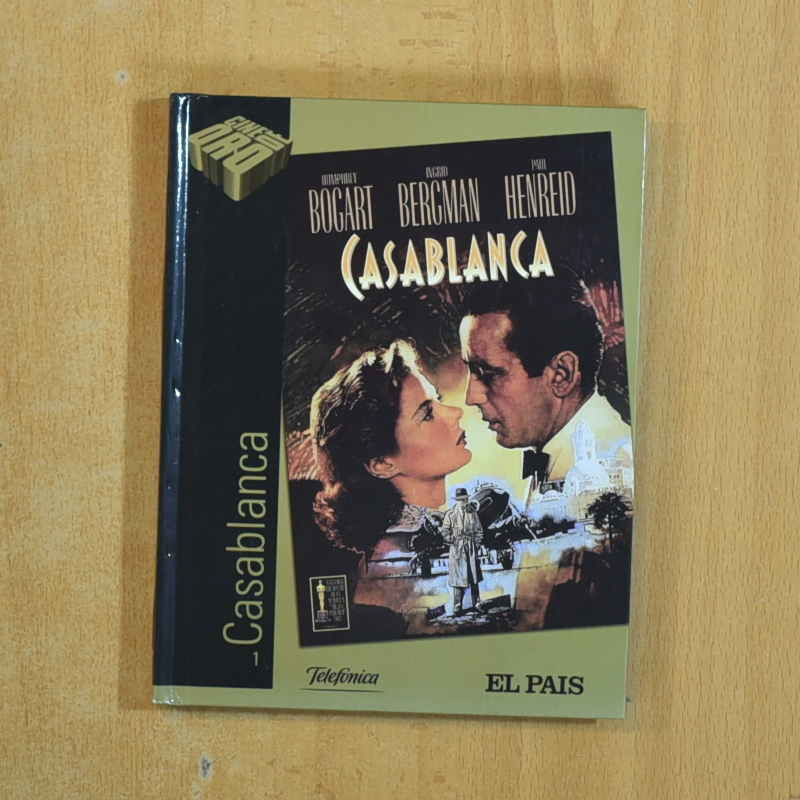 CINE DE
ORO
HUMPHREY
BOGART
INGRID
BERGMAN
PAUL
HENREID
CASABLANCA
1 Casablanca
Telefónica
EL PAIS